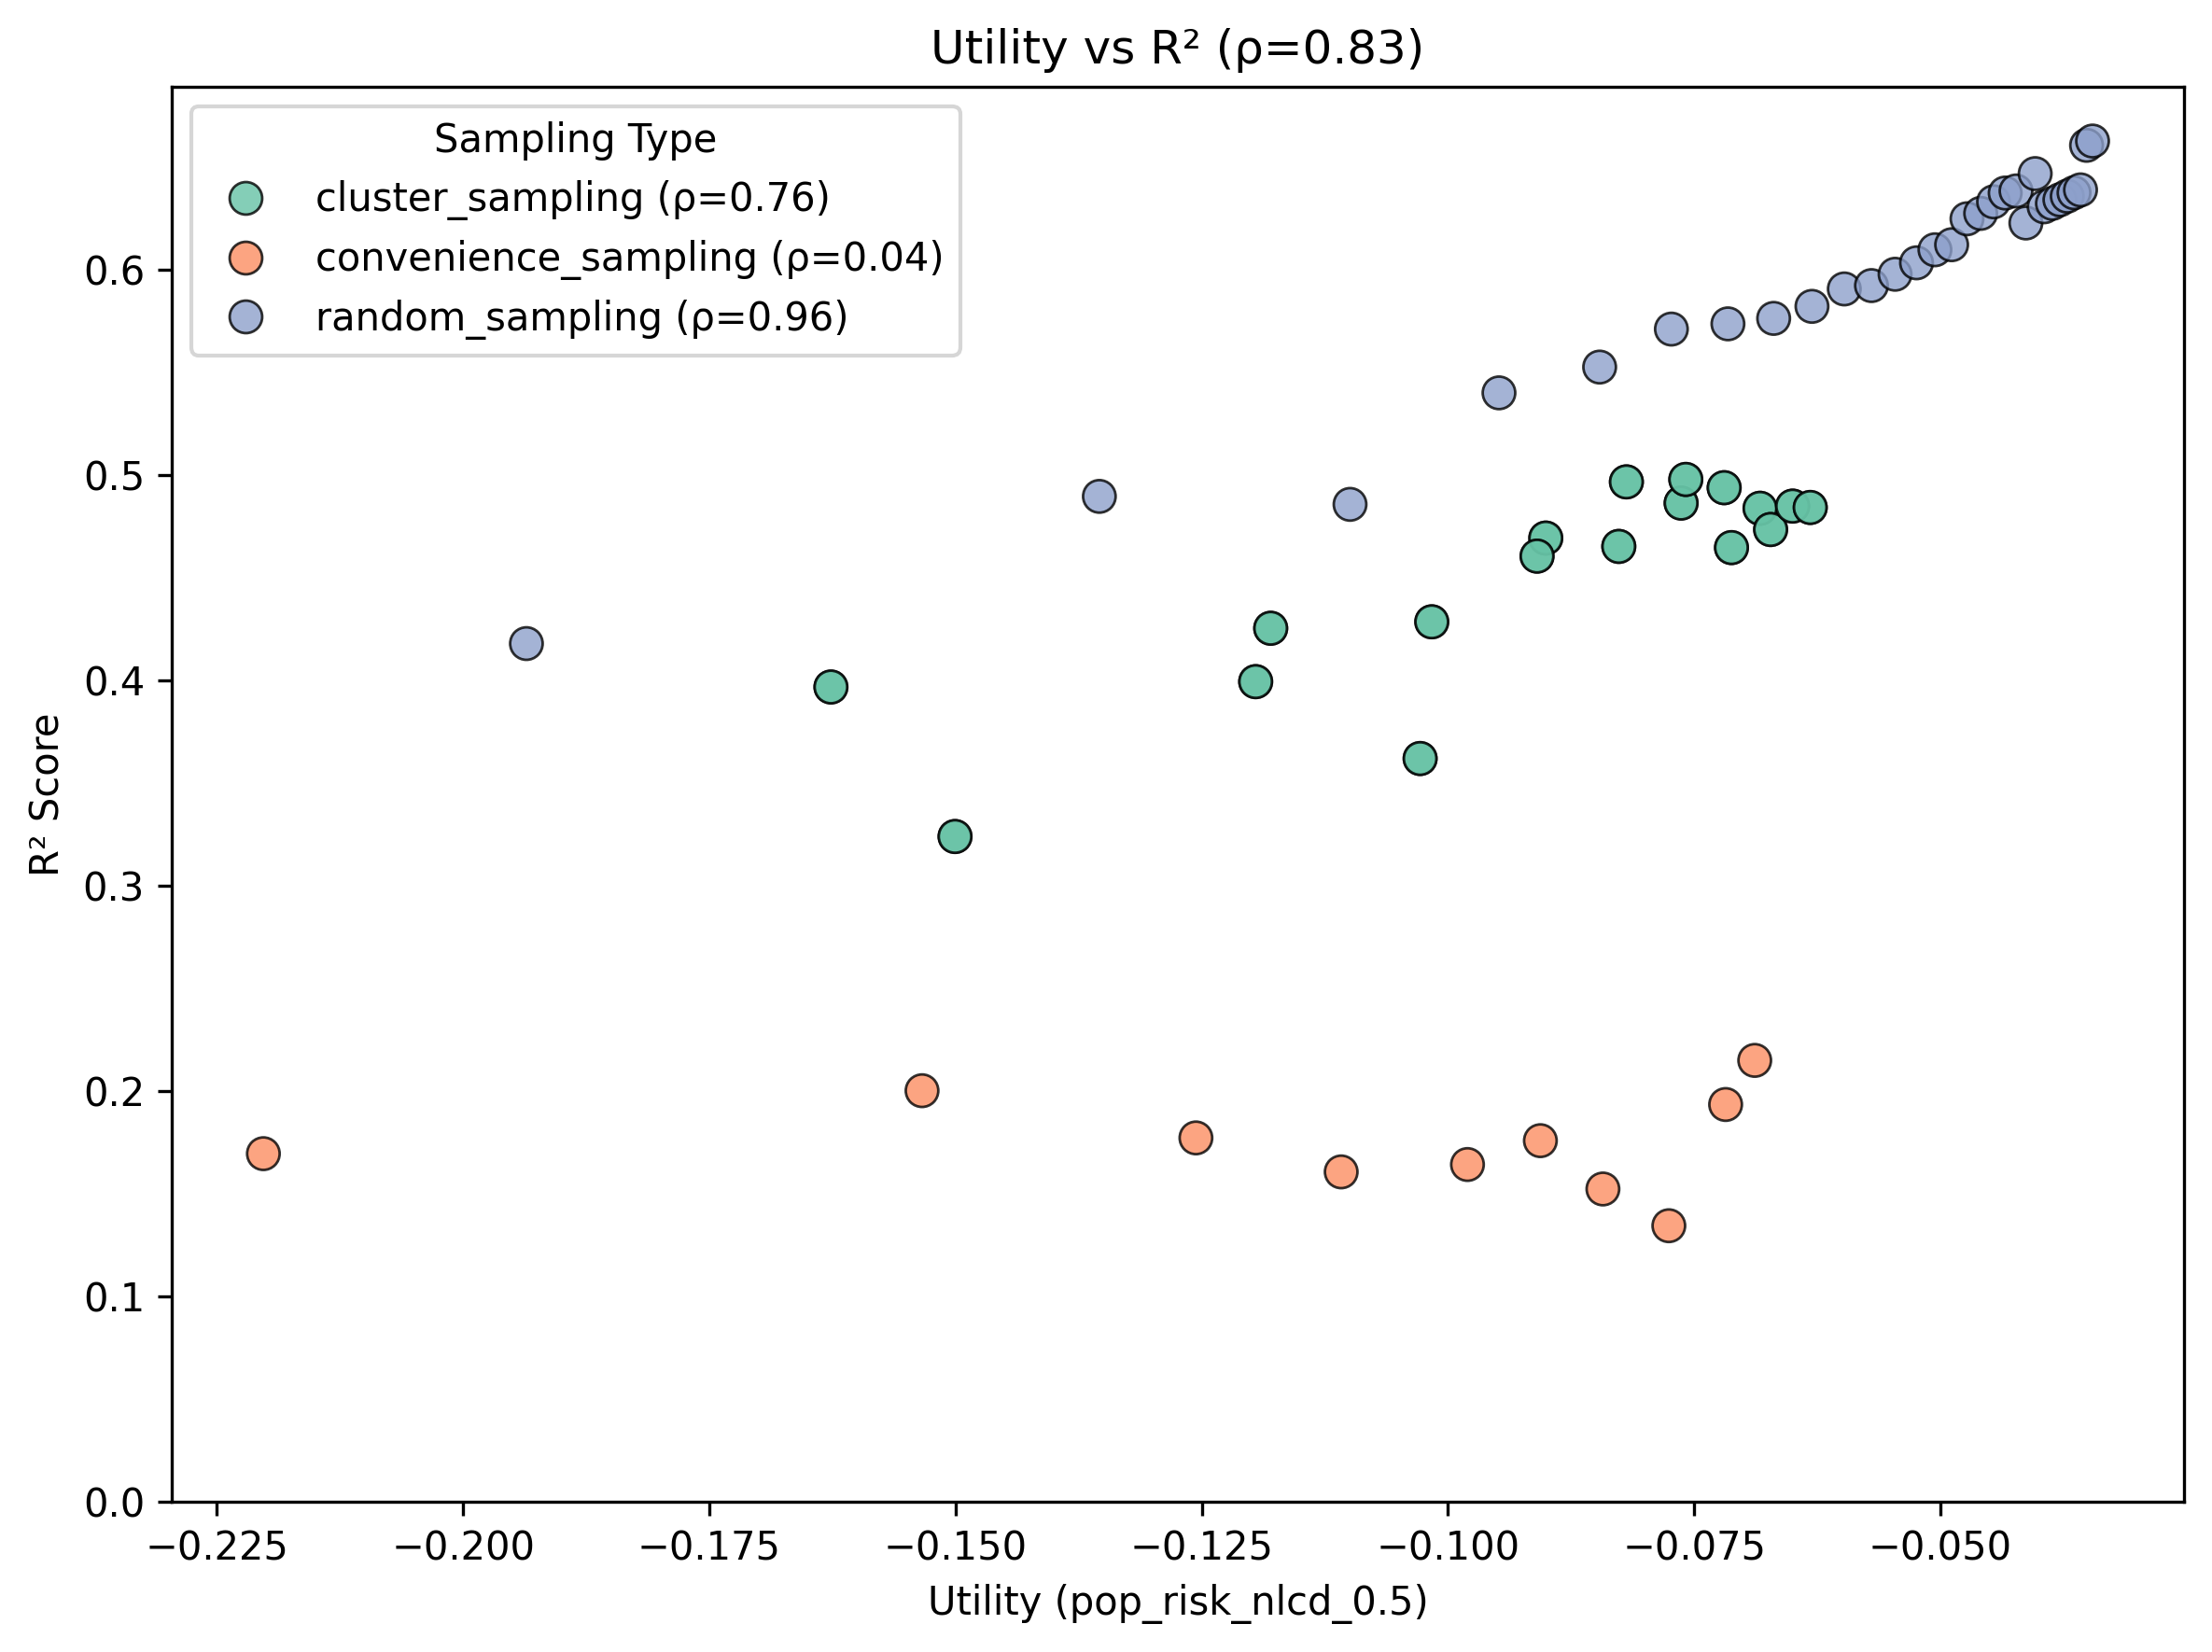 Utility vs R² (ρ=0.83)
Sampling Type
cluster_sampling (ρ=0.76)
convenience_sampling (ρ=0.04)
random_sampling (ρ=0.96)
R² Score
0.6
0.5
0.4
0.3
0.2
0.1
0.0
−0.225 −0.200 −0.175 −0.150 −0.125 −0.100 −0.075 −0.050
Utility (pop_risk_nlcd_0.5)